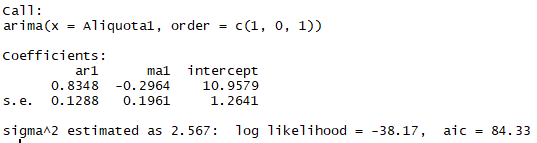 Call:
arima(x = Aliquota1, order = c(1, 0, 1))
Coefficients:
ar1 ma1 intercept
0.8348 -0.2964 10.9579
s.e. 0.1288 0.1961 1.2641
sigma^2 estimated as 2.567: log likelihood = -38.17, aic = 84.33